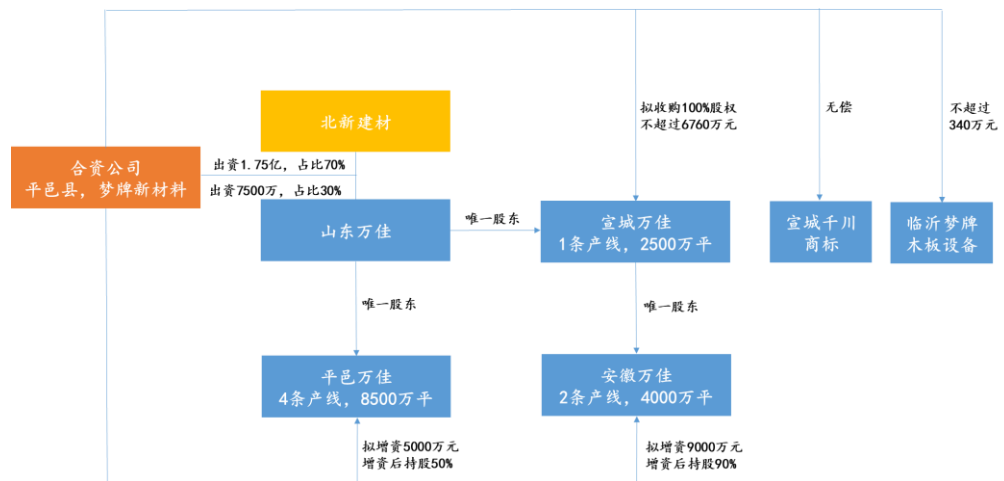 北新建材
拟收购100%股权
不超过6760万元
无偿
不超过
340万元
合资公司
平邑县，梦牌新材料
出资1.75亿，占比70%
出资7500万，占比30%
山东万佳
唯一股东
宣城万佳
1条产线，2500万平
宣城千川
商标
临沂梦牌
木板设备
唯一股东
唯一股东
平邑万佳
4条产线，8500万平
安徽万佳
2条产线，4000万平
拟增资5000万元
增资后持股50%
拟增资9000万元
增资后持股90%